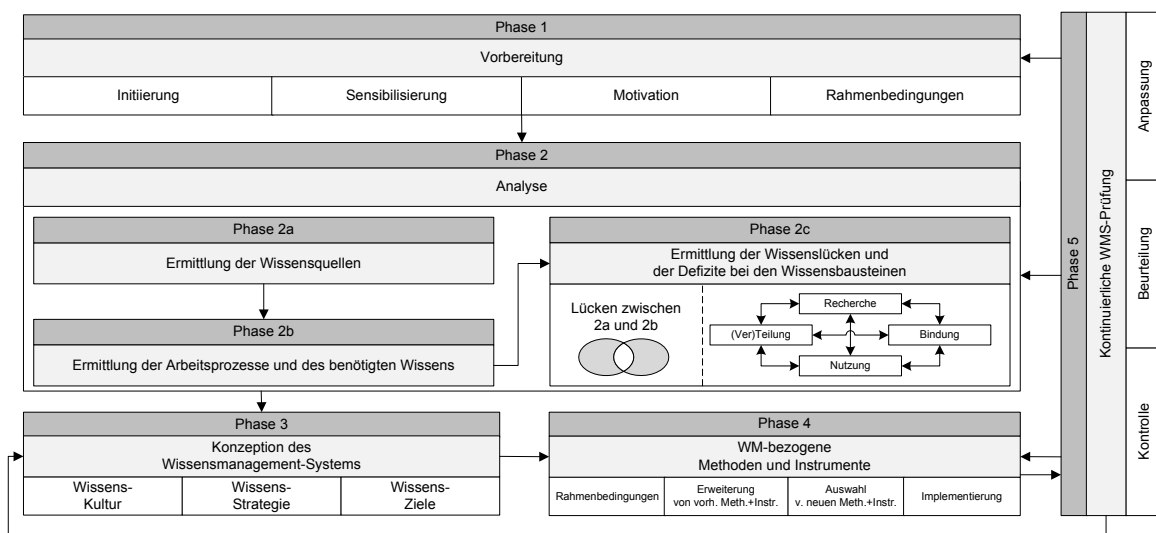 Phase 1
Vorbereitung
Initiierung
Sensibilisierung
Motivation
Rahmenbedingungen
Phase 2
Analyse
Phase 2a
Ermittlung der Wissensquellen
Phase 2b
Ermittlung der Arbeitsprozesse und des benötigten Wissens
Phase 2c
Ermittlung der Wissenslücken und
der Defizite bei den Wissensbausteinen
Lücken zwischen
2a und 2b
Recherche
(Ver)Teilung
Bindung
Nutzung
Phase 3
Konzeption des
Wissensmanagement-Systems
Wissens-
Kultur
Wissens-
Strategie
Wissens-
Ziele
Phase 4
WM-bezogene
Methoden und Instrumente
Rahmenbedingungen
Erweiterung
von vorh. Meth.+Instr.
Auswahl
v. neuen Meth.+Instr.
Implementierung
Phase 5
Kontinuierliche WMS-Prüfung
Anpassung
Beurteilung
Kontrolle